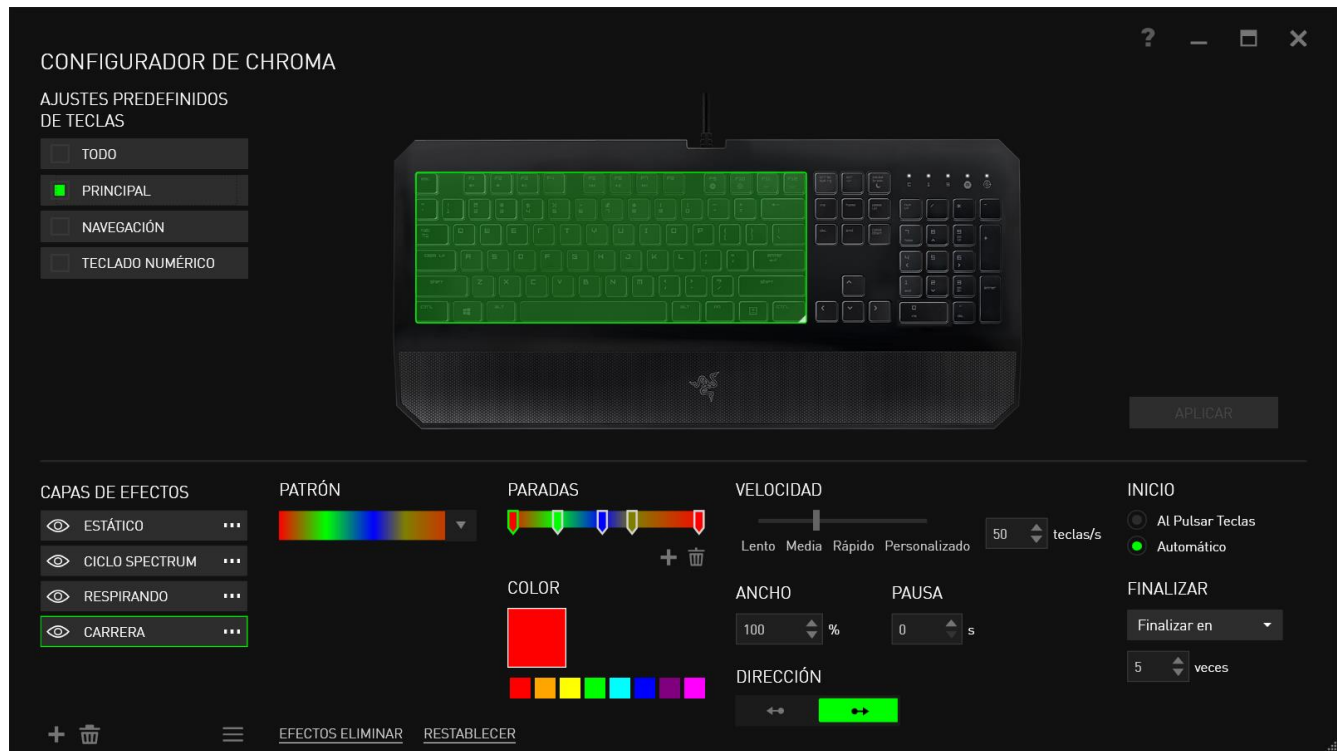 ?
CONFIGURADOR DE CHROMA
AJUSTES PREDEFINIDOS
DE TECLAS
TODO
PRINCIPAL
NAVEGACIÓN
TECLADO NUMÉRICO
APLICAR
CAPAS DE EFECTOS
ESTÁTICO
CICLO SPECTRUM
RESPIRANDO
CARRERA
PATRÓN
EFECTOS ELIMINAR RESTABLECER
PARADAS
COLOR
VELOCIDAD
Lento Media Rápido Personalizado 50 teclas/s
ANCHO PAUSA
100 % 0 s
DIRECCIÓN
INICIO
Al Pulsar Teclas
Automático
FINALIZAR
Finalizar en
5 veces